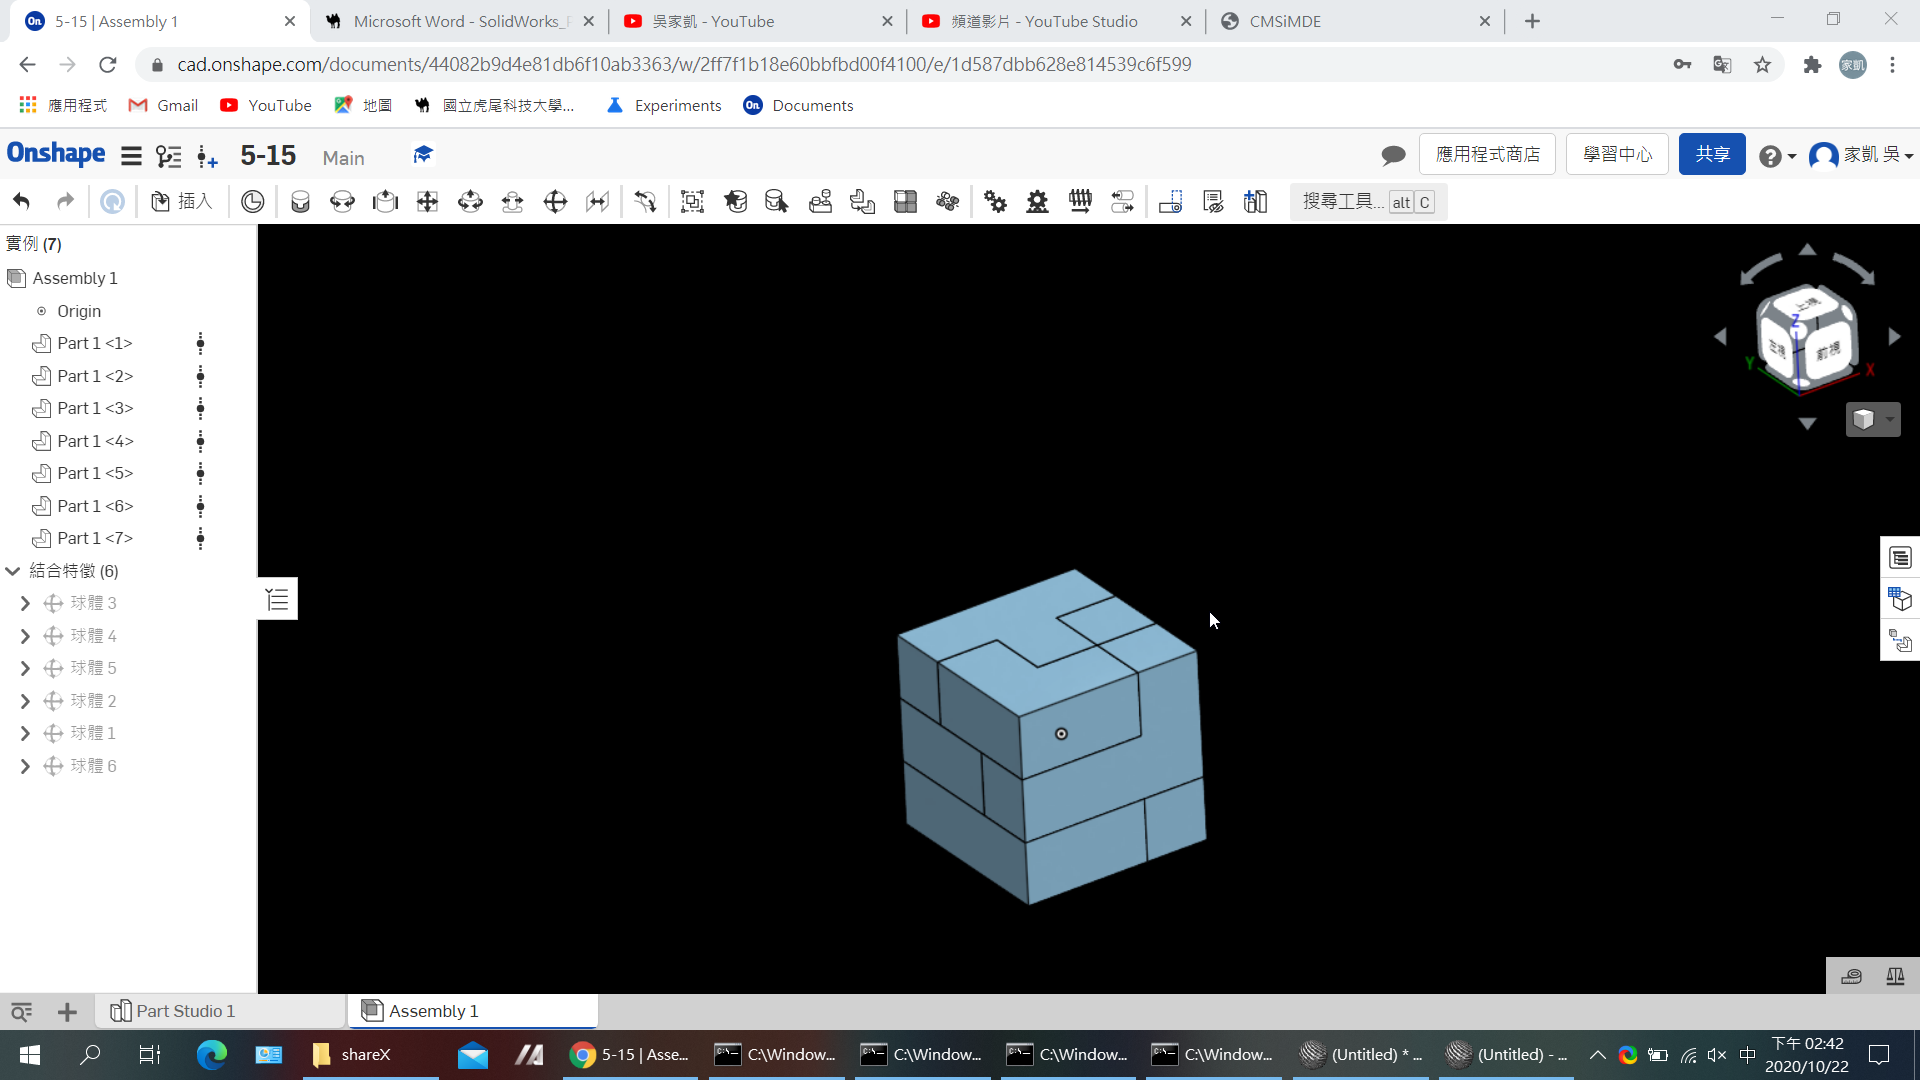 5-15 | Assembly 1
Microsoft Word - SolidWorks_
吳家凱 - YouTube
頻道影片 - YouTube Studio
CMSiMDE
cad.onshape.com/documents/44082b9d4e81db6f10ab3363/w/2ff7f1b18e60bbfbd00f4100/e/1d587dbb628e814539c6f599
家凱
應用程式
Gmail
YouTube
地圖
國立虎尾科技大學...
Experiments
On
Documents
Onshape
5-15
Main
應用程式商店
學習中心
共享
家凱 吳
插入
搜尋工具... alt C
實例 (7)
Assembly 1
Origin
Part 1 <1>
Part 1 <2>
Part 1 <3>
Part 1 <4>
Part 1 <5>
Part 1 <6>
Part 1 <7>
結合特徵 (6)
球體 3
球體 4
球體 5
球體 2
球體 1
球體 6
上視
Z
前視
Y
X
Part Studio 1
Assembly 1
shareX
5-15 | Asse...
C:\Window...
C:\Window...
C:\Window...
C:\Window...
(Untitled) * ...
(Untitled) - ...
中
下午 02:42
2020/10/22